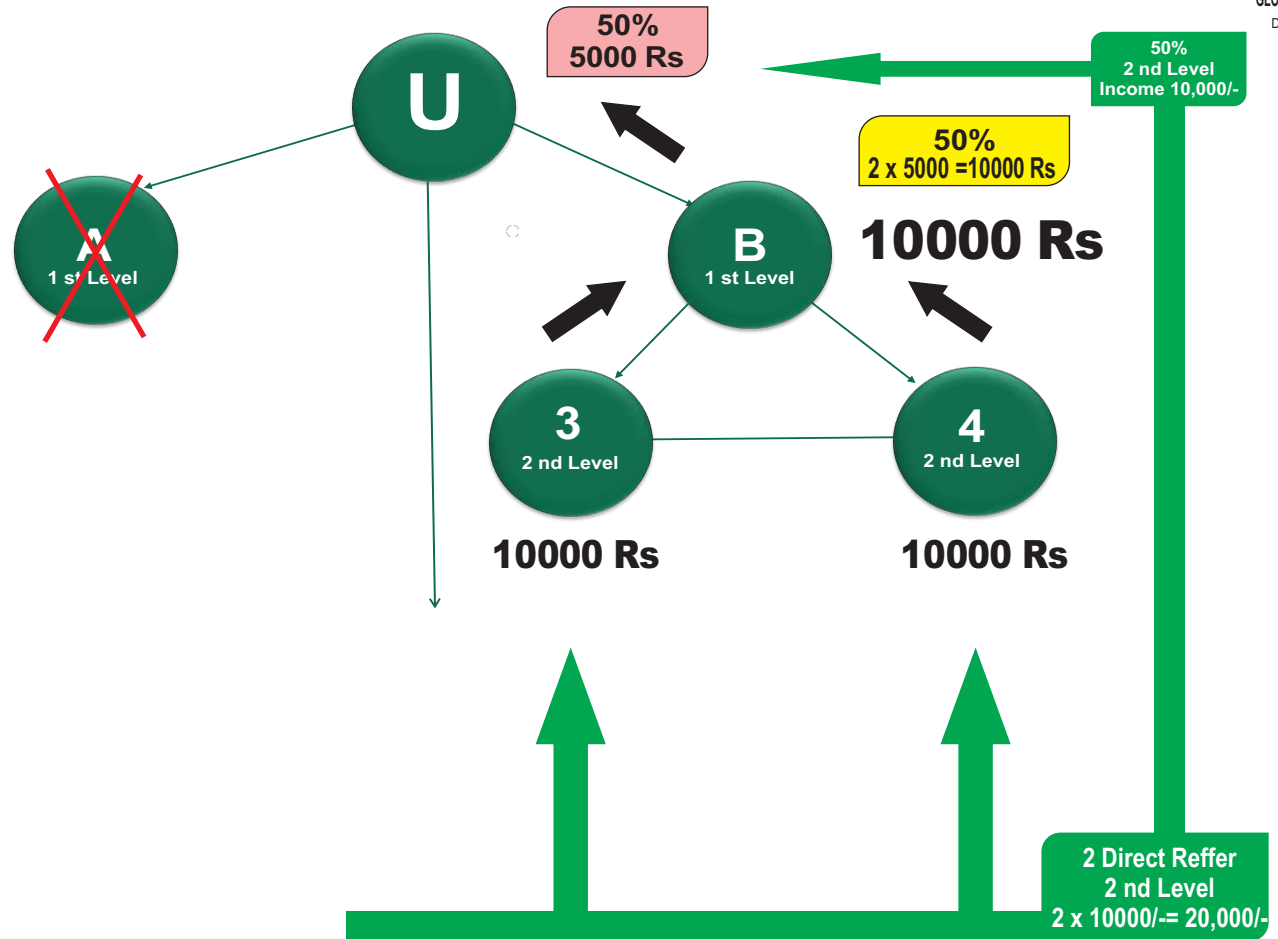 50%
5000 Rs
U
50%
2 nd Level
Income 10,000/-
50%
2 x 5000 =10000 Rs
A
1 st Level
B
1 st Level
10000 Rs
3
2 nd Level
4
2 nd Level
10000 Rs
10000 Rs
2 Direct Reffer
2 nd Level
2 x 10000/-= 20,000/-